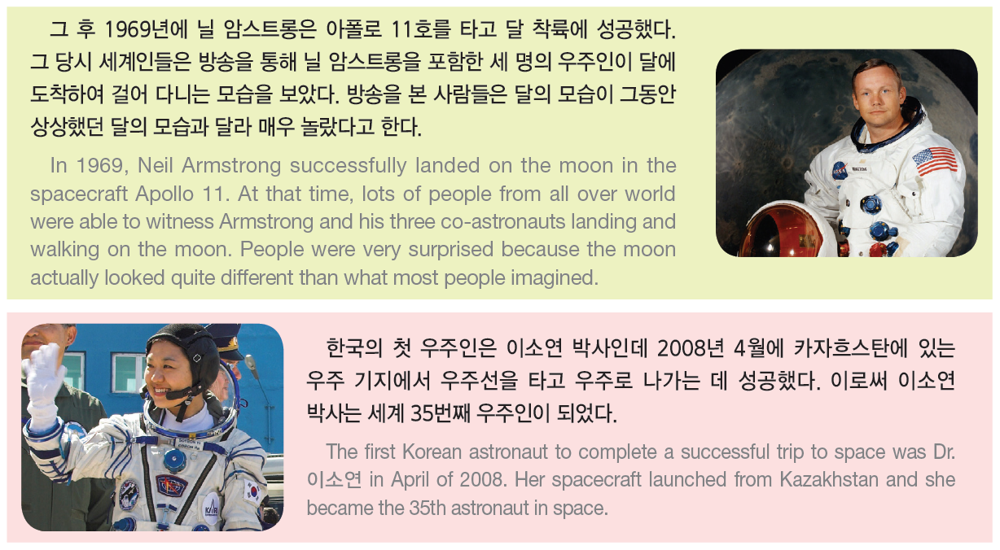 그 후 1969년에 닐 암스트롱은 아폴로 11호를 타고 달 착륙에 성공했다.
그 당시 세계인들은 방송을 통해 닐 암스트롱을 포함한 세 명의 우주인이 달에
도착하여 걸어 다니는 모습을 보았다. 방송을 본 사람들은 달의 모습이 그동안
상상했던 달의 모습과 달라 매우 놀랐다고 한다.
In 1969, Neil Armstrong successfully landed on the moon in the
spacecraft Apollo 11. At that time, lots of people from all over world
were able to witness Armstrong and his three co-astronauts landing and
walking on the moon. People were very surprised because the moon
actually looked quite different than what most people imagined.
NASA
한국의 첫 우주인은 이소연 박사인데 2008년 4월에 카자흐스탄에 있는
우주 기지에서 우주선을 타고 우주로 나가는 데 성공했다. 이로써 이소연
박사는 세계 35번째 우주인이 되었다.
The first Korean astronaut to complete a successful trip to space was Dr.
이소연 in April of 2008. Her spacecraft launched from Kazakhstan and she
became the 35th astronaut in space.